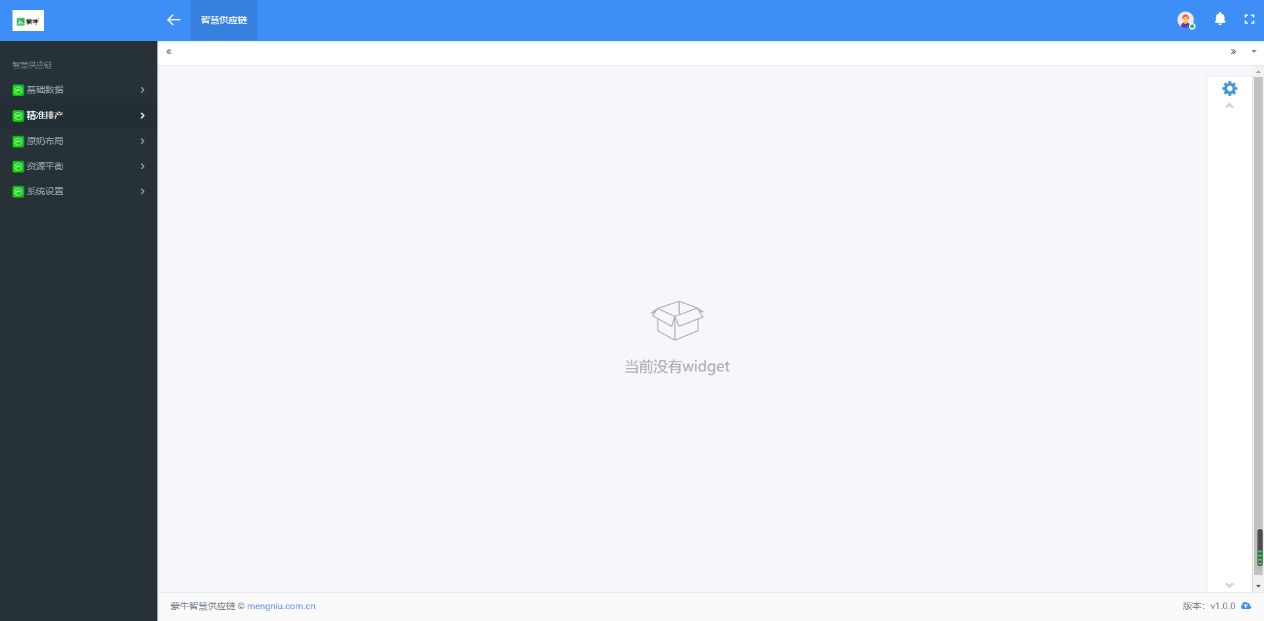 蒙牛
智慧供应链
«
»
智慧供应链
基础数据
精准排产
原奶布局
资源平衡
系统设置
当前没有widget
蒙牛智慧供应链 © mengniu.com.cn
版本：v1.0.0